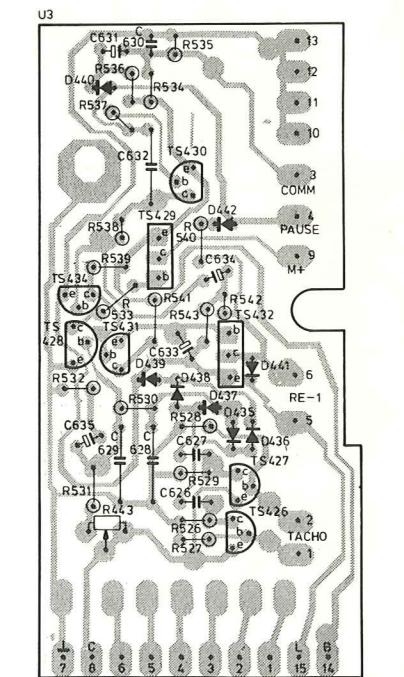 U3
C631
C
630
R535
13
R536
12
D440
R534
11
R537
10
C632
TS430
e
b
c
3
COMM
TS429
D442
4
PAUSE
R538
e
c
b
R
540
9
M+
R539
C634
TS434
e
c
b
R
533
R541
R542
R543
TS432
TS
428
c
b
e
TS431
c
b
e
C633
b
c
e
D439
D441
6
R532
D438
RE-1
R530
D437
5
C635
C
629
C
628
R528
D435
D436
C627
TS427
R529
c
b
e
R531
C626
R443
TS426
2
R526
c
b
e
TACHO
R527
1
L
C
L
B
7
8
6
5
4
3
2
1
15
14